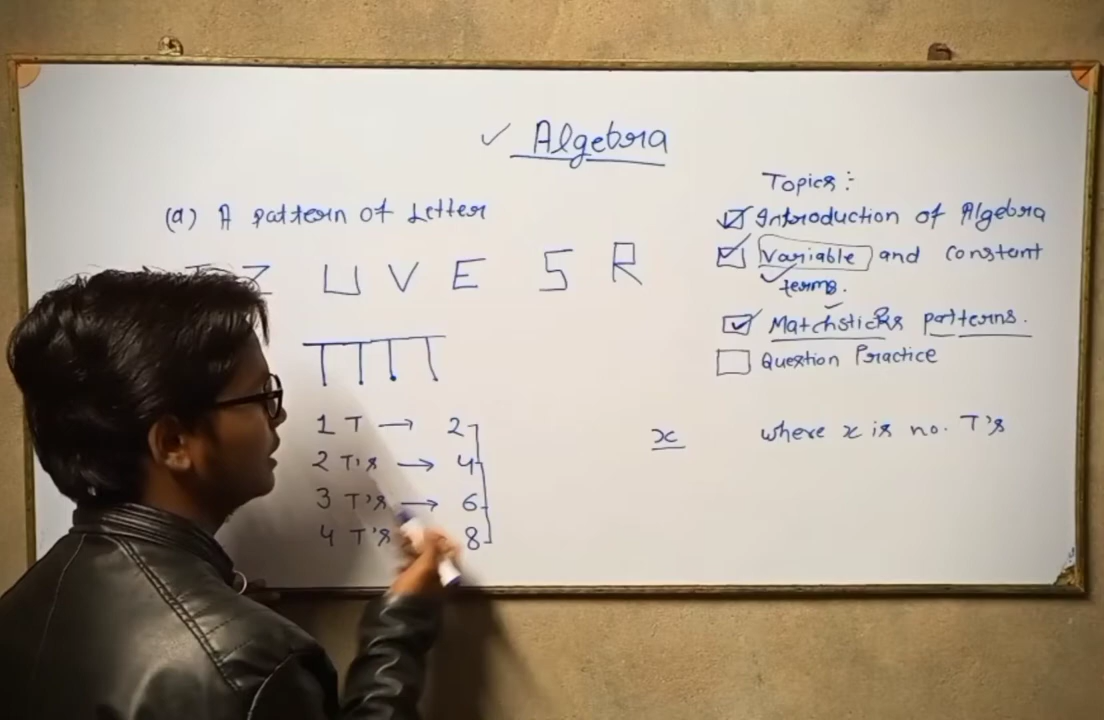 ✓ Algebra
(a) A pattern of Letter
Z U V E S R
1 T → 2
2 T's → 4
3 T's → 6
4 T's 8
Topics :
Introduction of Algebra
Variable and constant
terms.
Matchsticks patterns.
Question Practice
x where x is no. T's